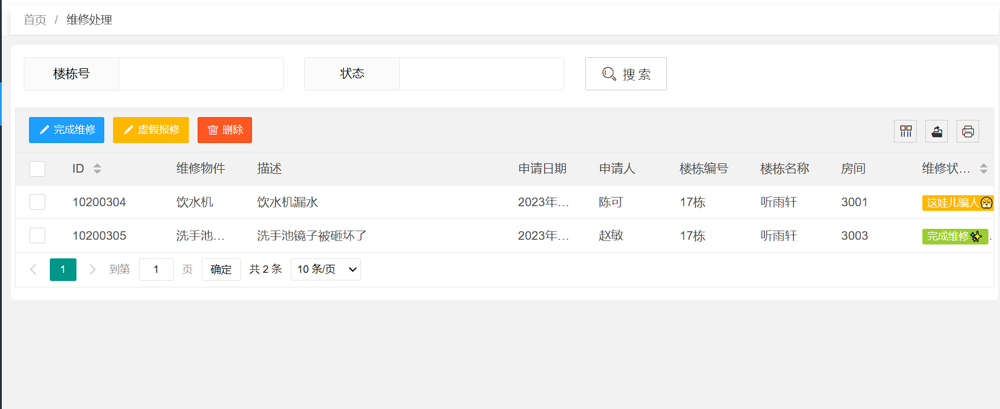 首页 / 维修处理
楼栋号 状态 搜 索
完成维修 虚假报修 删除
ID 维修物件 描述 申请日期 申请人 楼栋编号 楼栋名称 房间 维修状...
10200304 饮水机 饮水机漏水 2023年... 陈可 17栋 听雨轩 3001 这娃儿骗人😤
10200305 洗手池... 洗手池镜子被砸坏了 2023年... 赵敏 17栋 听雨轩 3003 完成维修✨ .
1 到第 1 页 确定 共 2 条 10 条/页